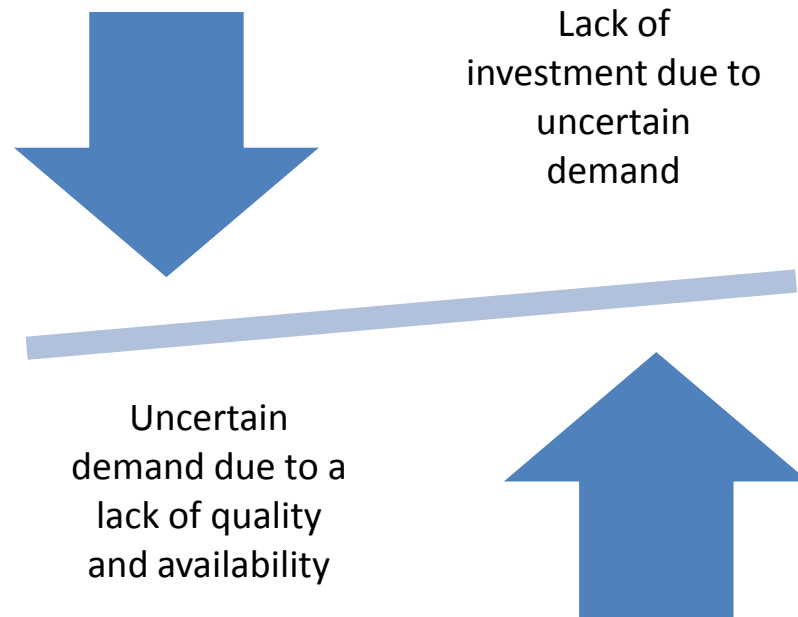 Lack of
investment due to
uncertain
demand
Uncertain
demand due to a
lack of quality
and availability